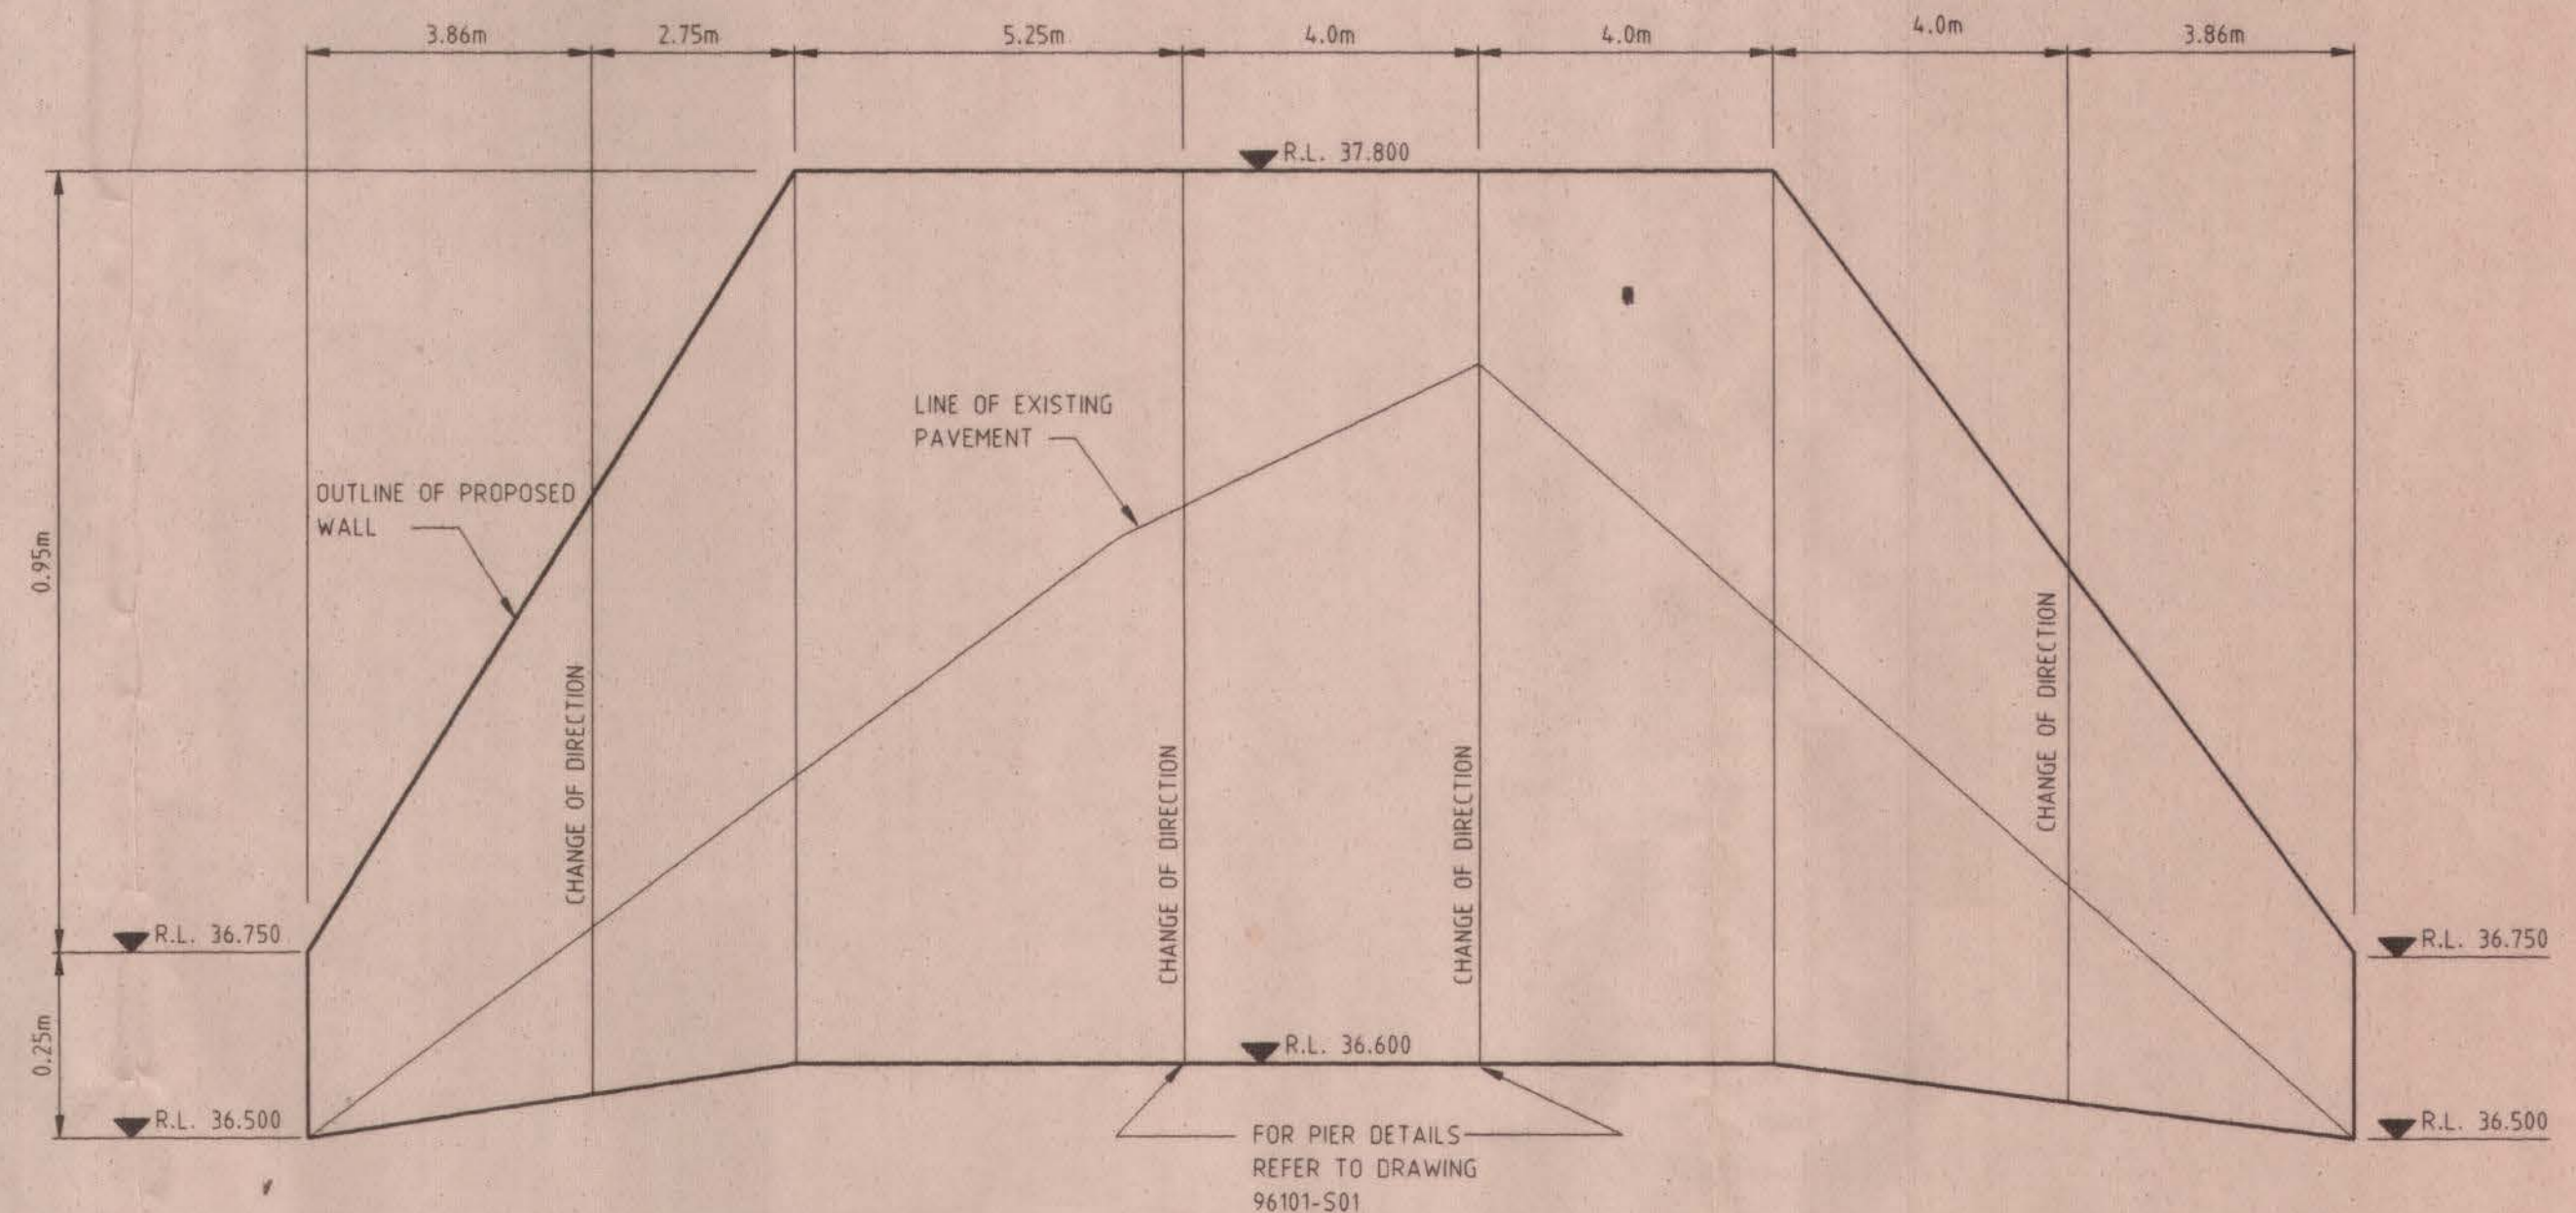 3.86m 2.75m 5.25m 4.0m 4.0m 4.0m 3.86m
R.L. 37.800
LINE OF EXISTING
PAVEMENT
OUTLINE OF PROPOSED
WALL
0.95m
CHANGE OF DIRECTION
CHANGE OF DIRECTION
CHANGE OF DIRECTION
CHANGE OF DIRECTION
R.L. 36.750
R.L. 36.750
0.25m
R.L. 36.600
R.L. 36.500
R.L. 36.500
FOR PIER DETAILS
REFER TO DRAWING
96101-S01